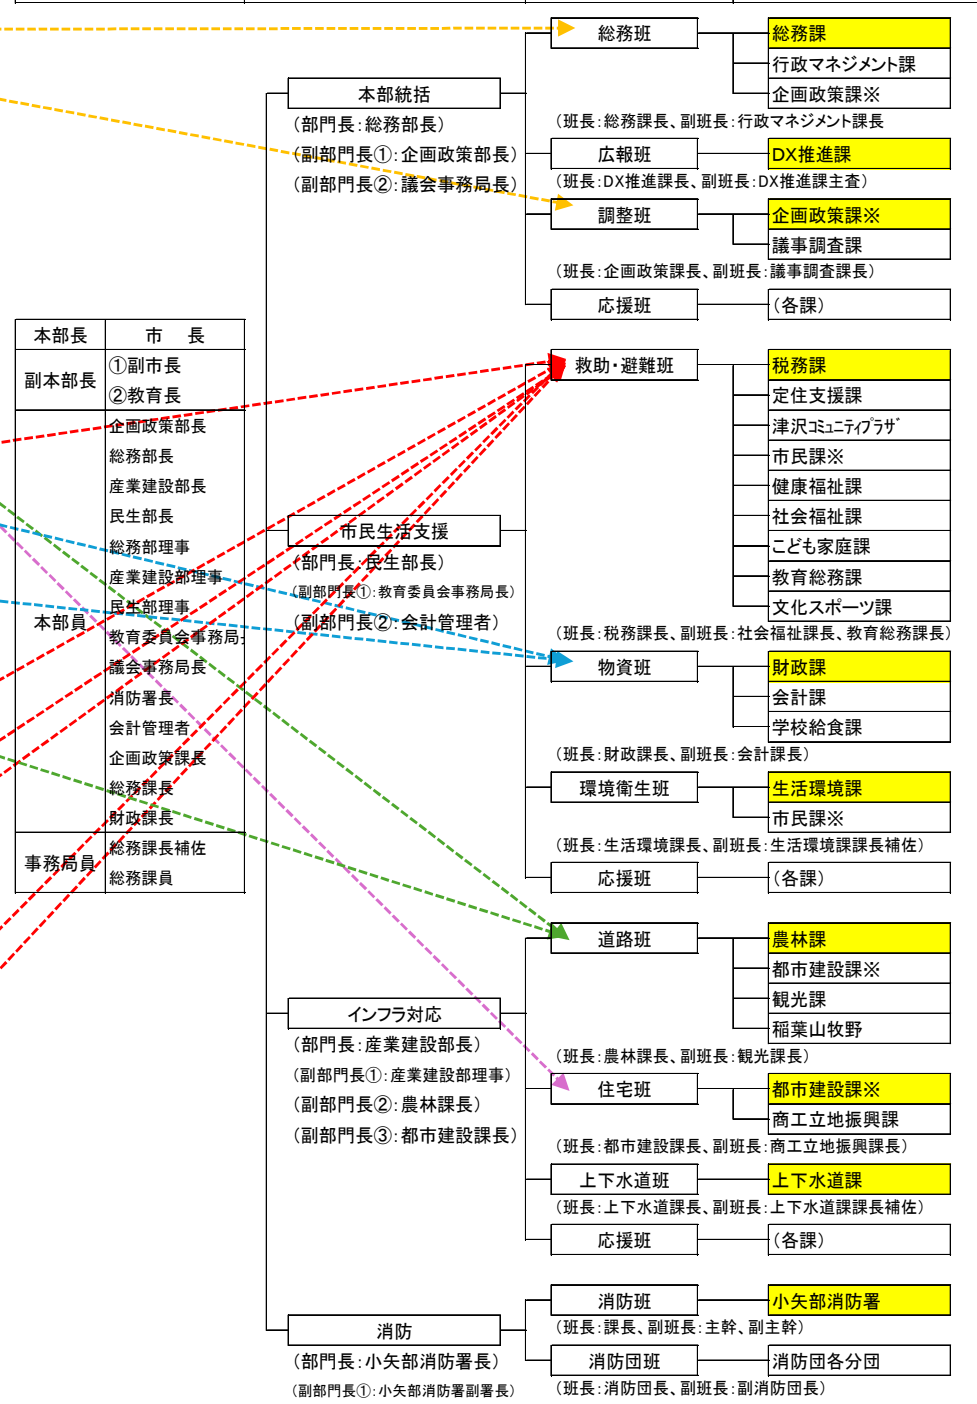 本部長 市　長
副本部長 ①副市長
②教育長
本部員 企画政策部長
総務部長
産業建設部長
民生部長
総務部理事
産業建設部理事
民生部理事
教育委員会事務局
議会事務局長
消防署長
会計管理者
企画政策課長
総務課長
財政課長
事務局員 総務課長補佐
総務課員
本部統括
（部門長：総務部長）
（副部門長①：企画政策部長）
（副部門長②：議会事務局長）
総務班 総務課
行政マネジメント課
企画政策課※
（班長：総務課長、副班長：行政マネジメント課長
広報班 DX推進課
（班長：DX推進課長、副班長：DX推進課主査）
調整班 企画政策課※
議事調査課
（班長：企画政策課長、副班長：議事調査課長）
応援班 （各課）
市民生活支援
（部門長：民生部長）
（副部門長①：教育委員会事務局長）
（副部門長②：会計管理者）
救助・避難班 税務課
定住支援課
津沢コミュニティプラザ
市民課※
健康福祉課
社会福祉課
こども家庭課
教育総務課
文化スポーツ課
（班長：税務課長、副班長：社会福祉課長、教育総務課長）
物資班 財政課
会計課
学校給食課
（班長：財政課長、副班長：会計課長）
環境衛生班 生活環境課
市民課※
（班長：生活環境課長、副班長：生活環境課課長補佐）
応援班 （各課）
インフラ対応
（部門長：産業建設部長）
（副部門長①：産業建設部理事）
（副部門長②：農林課長）
（副部門長③：都市建設課長）
道路班 農林課
都市建設課※
観光課
稲葉山牧野
（班長：農林課長、副班長：観光課長）
住宅班 都市建設課※
商工立地振興課
（班長：都市建設課長、副班長：商工立地振興課長）
上下水道班 上下水道課
（班長：上下水道課長、副班長：上下水道課課長補佐）
応援班 （各課）
消防
（部門長：小矢部消防署長）
（副部門長①：小矢部消防署副署長）
消防班 小矢部消防署
（班長：課長、副班長：主幹、副主幹）
消防団班 消防団各分団
（班長：消防団長、副班長：副消防団長）